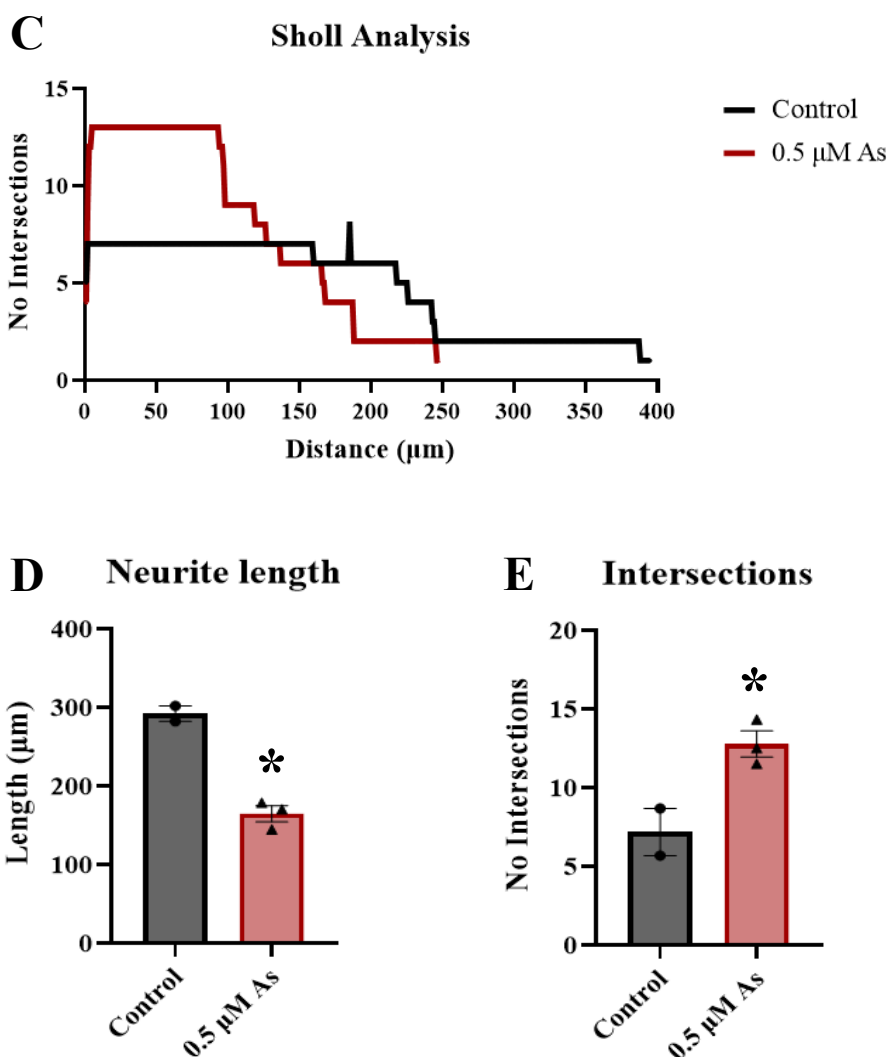 C
Sholl Analysis
No Intersections
15
10
5
0
0 50 100 150 200 250 300 350 400
Distance (μm)
Control
0.5 μM As
D
Neurite length
Length (μm)
400
300
200
100
0
*
Control
0.5 μM As
E
Intersections
No Intersections
20
15
10
5
0
*
Control
0.5 μM As